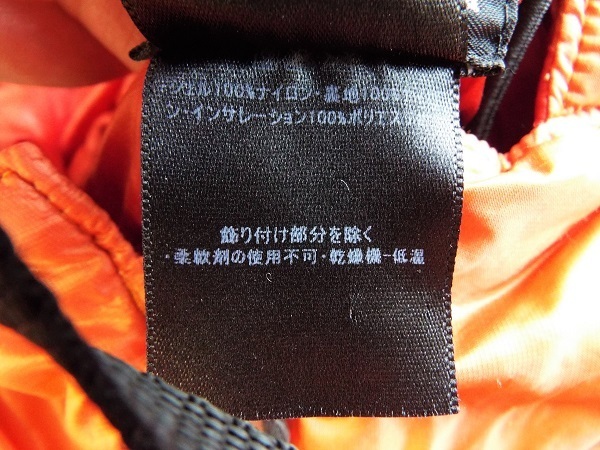 シェル100%ナイロン・裏地100%
ン・インサレーション100%ポリエス
飾り付け部分を除く
・柔軟剤の使用不可・乾燥機-低温